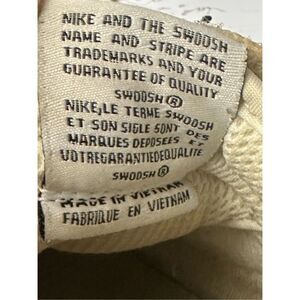 NIKE AND THE SWOOSH
NAME AND STRIPE ARE
TRADEMARKS AND YOUR
GUARANTEE OF QUALITY
SWOOSH®
NIKE,LE TERME SWOOSH
ET SON SIGLE SONT DES
MARQUES DEPOSÉES ET
VOTREGARANTIEDEQUALITE
SWOOSH®
MADE IN VIETNAM
FABRIQUE EN VIETNAM